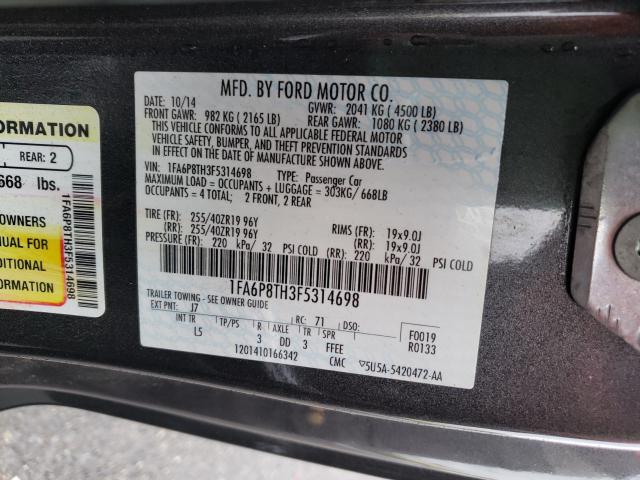 ORMATION
REAR: 2
668 lbs.
OWNERS
NUAL FOR
DITIONAL
ORMATION
1FA6P8TH3F5314698
MFD. BY FORD MOTOR CO.
DATE: 10/14 GVWR: 2041 KG (4500 LB)
FRONT GAWR: 982 KG (2165 LB) REAR GAWR: 1080 KG (2380 LB)
THIS VEHICLE CONFORMS TO ALL APPLICABLE FEDERAL MOTOR
VEHICLE SAFETY, BUMPER, AND THEFT PREVENTION STANDARDS
IN EFFECT ON THE DATE OF MANUFACTURE SHOWN ABOVE.
VIN: 1FA6P8TH3F5314698 TYPE: Passenger Car
MAXIMUM LOAD = OCCUPANTS + LUGGAGE = 303KG/668LB
OCCUPANTS = 4 TOTAL; 2 FRONT, 2 REAR
TIRE (FR): 255/40ZR19 96Y RIMS (FR): 19x9.0J
(RR): 255/40ZR19 96Y (RR): 19x9.0J
PRESSURE (FR): 220 kPa/ 32 PSI COLD (RR): 220 kPa/ 32 PSI COLD
1FA6P8TH3F5314698
TRAILER TOWING - SEE OWNER GUIDE
EXT PNT: J7 RC: 71 DSO: F0019
INT TR TP/PS R AXLE TR SPR R0133
L5 3 DD 3 FFEE
1201410166342 CMC ▽5U5A-5420472-AA